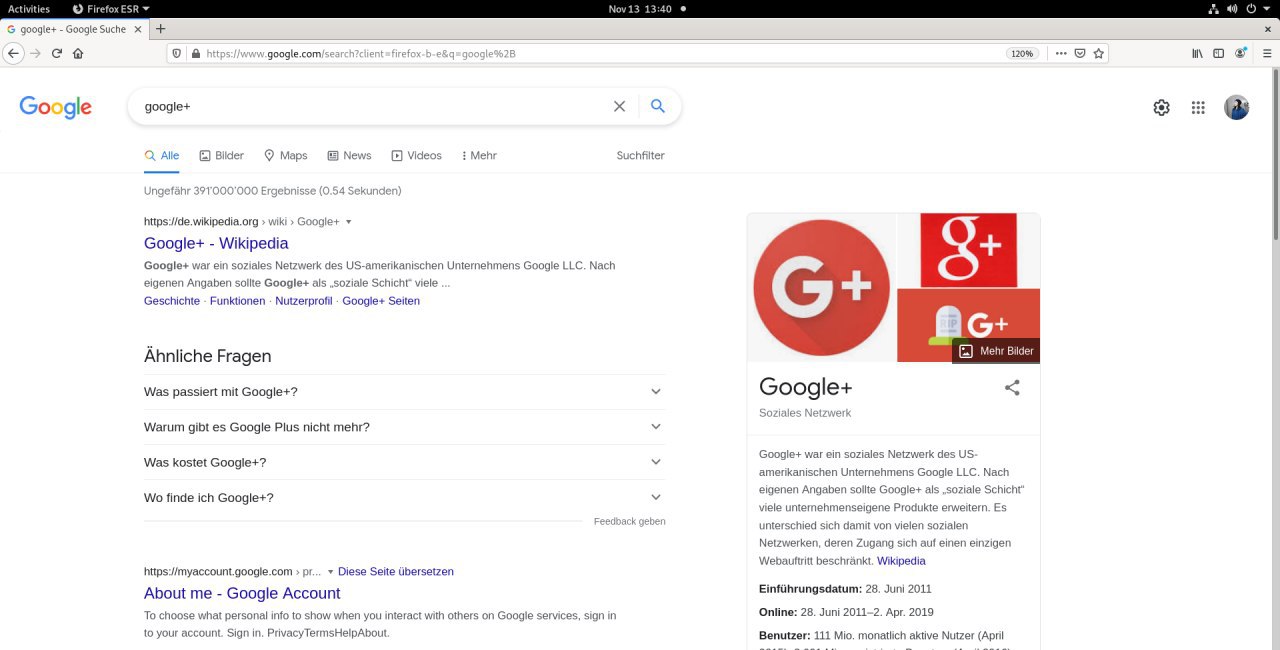 Activities
Firefox ESR
Nov 13 13:40
google+ - Google Suche
https://www.google.com/search?client=firefox-b-e&q=google%2B
120%
Google
google+
Alle
Bilder
Maps
News
Videos
Mehr
Suchfilter
Ungefähr 391'000'000 Ergebnisse (0.54 Sekunden)
https://de.wikipedia.org › wiki › Google+
Google+ - Wikipedia
Google+ war ein soziales Netzwerk des US-amerikanischen Unternehmens Google LLC. Nach
eigenen Angaben sollte Google+ als „soziale Schicht“ viele ...
Geschichte · Funktionen · Nutzerprofil · Google+ Seiten
Ähnliche Fragen
Was passiert mit Google+?
Warum gibt es Google Plus nicht mehr?
Was kostet Google+?
Wo finde ich Google+?
Feedback geben
https://myaccount.google.com › pr... Diese Seite übersetzen
About me - Google Account
To choose what personal info to show when you interact with others on Google services, sign in
to your account. Sign in. PrivacyTermsHelpAbout.
G+
g+
RIP
G+
Mehr Bilder
Google+
Soziales Netzwerk
Google+ war ein soziales Netzwerk des US-
amerikanischen Unternehmens Google LLC. Nach
eigenen Angaben sollte Google+ als „soziale Schicht“
viele unternehmenseigene Produkte erweitern. Es
unterschied sich damit von vielen sozialen
Netzwerken, deren Zugang sich auf einen einzigen
Webauftritt beschränkt. Wikipedia
Einführungsdatum: 28. Juni 2011
Online: 28. Juni 2011–2. Apr. 2019
Benutzer: 111 Mio. monatlich aktive Nutzer (April